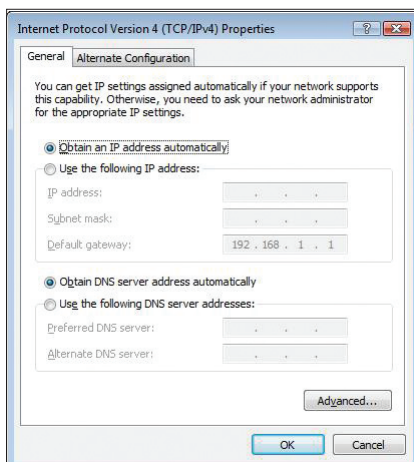 Internet Protocol Version 4 (TCP/IPv4) Properties
General Alternate Configuration
You can get IP settings assigned automatically if your network supports
this capability. Otherwise, you need to ask your network administrator
for the appropriate IP settings.
Obtain an IP address automatically
Use the following IP address:
IP address: . . .
Subnet mask: . . .
Default gateway: 192 . 168 . 1 . 1
Obtain DNS server address automatically
Use the following DNS server addresses:
Preferred DNS server: . . .
Alternate DNS server: . . .
Advanced...
OK Cancel